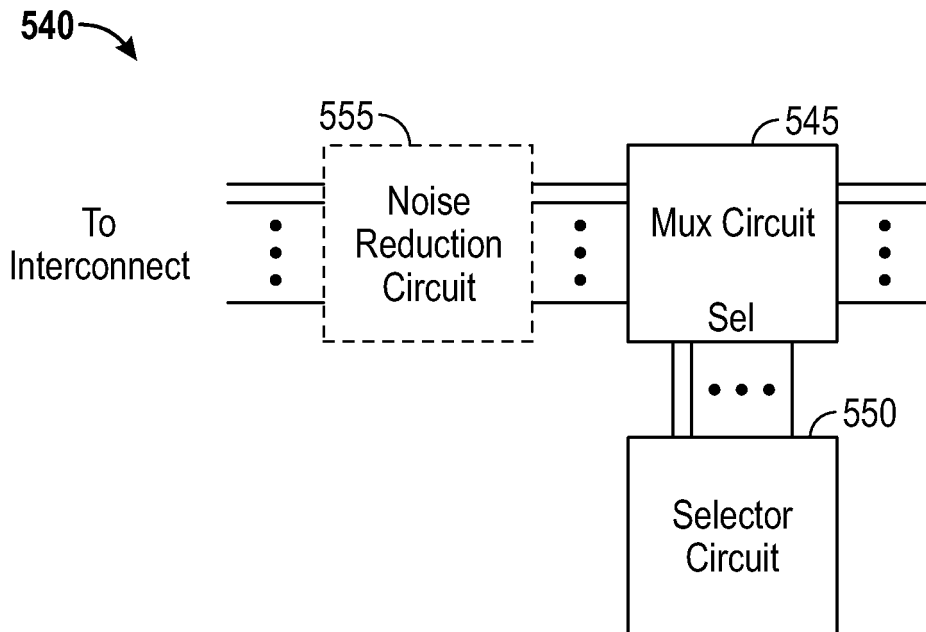 540
555
545
To
Interconnect
Noise
Reduction
Circuit
Mux Circuit
Sel
550
Selector
Circuit